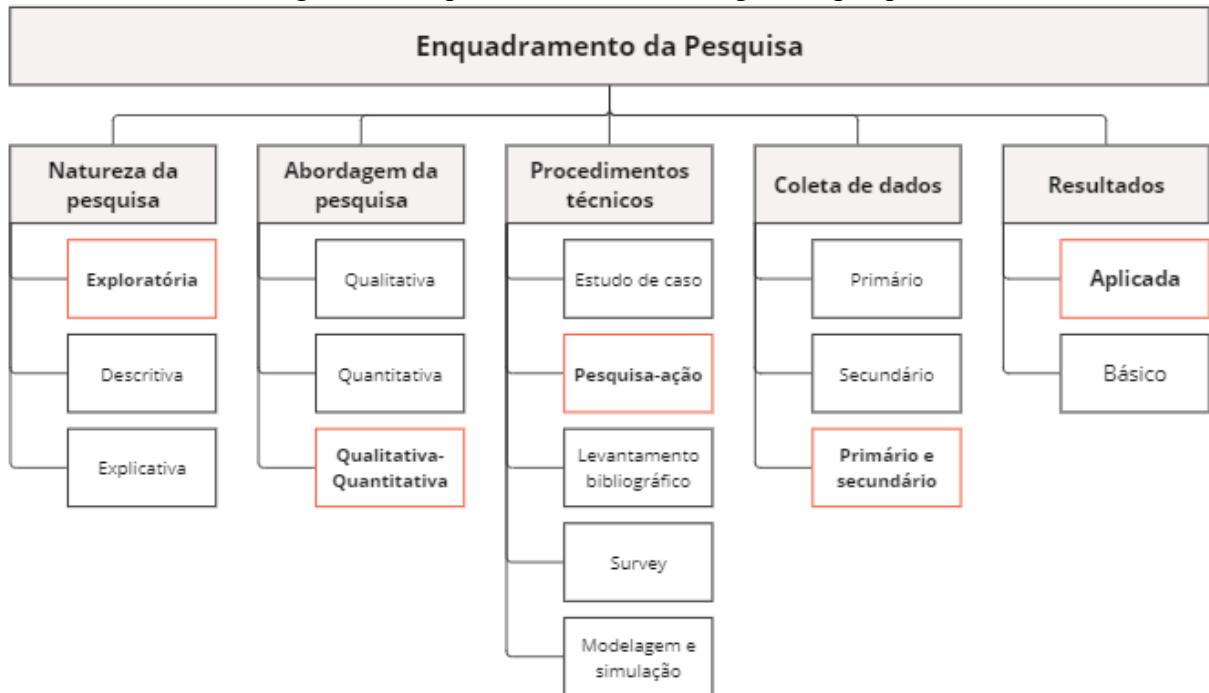 Enquadramento da Pesquisa
Natureza da
pesquisa
Exploratória
Descritiva
Explicativa
Abordagem da
pesquisa
Qualitativa
Quantitativa
Qualitativa-
Quantitativa
Procedimentos
técnicos
Estudo de caso
Pesquisa-ação
Levantamento
bibliográfico
Survey
Modelagem e
simulação
Coleta de dados
Primário
Secundário
Primário e
secundário
Resultados
Aplicada
Básico